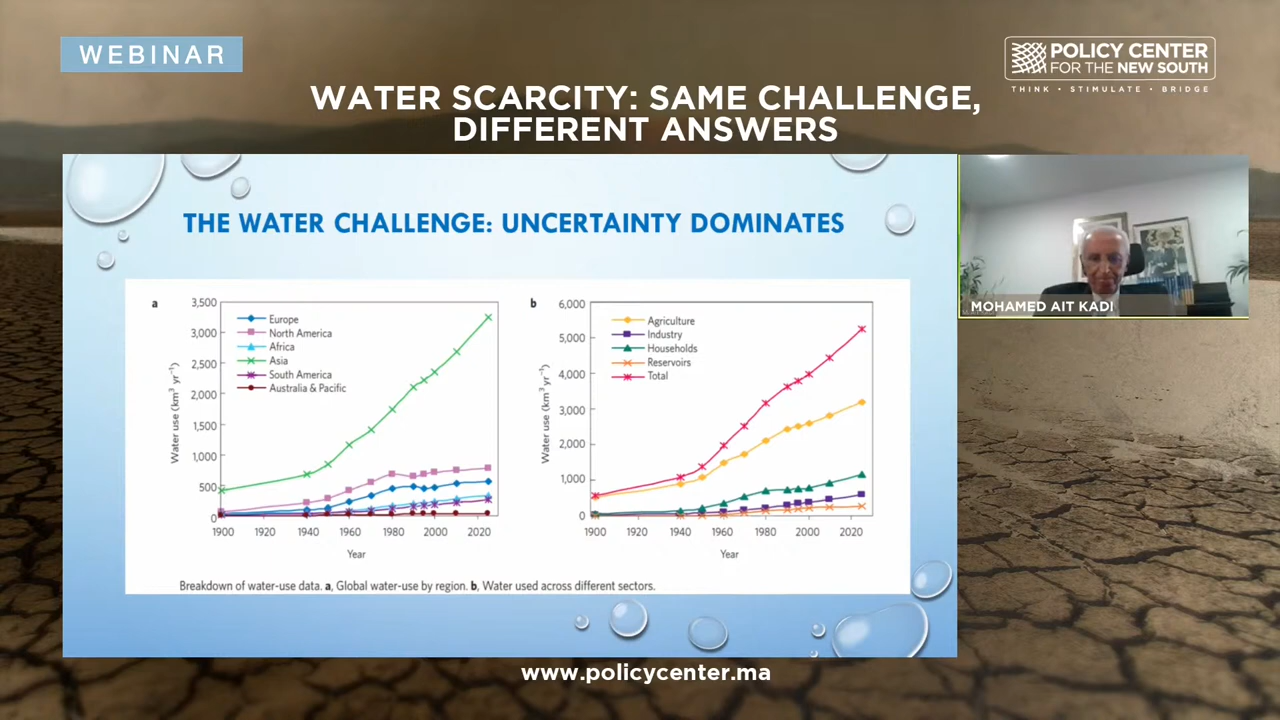 WEBINAR
POLICY CENTER
FOR THE NEW SOUTH
THINK • STIMULATE • BRIDGE
WATER SCARCITY: SAME CHALLENGE,
DIFFERENT ANSWERS
THE WATER CHALLENGE: UNCERTAINTY DOMINATES
a
3,500
3,000
2,500
2,000
1,500
1,000
500
0
Water use (km³ yr⁻¹)
Europe
North America
Africa
Asia
South America
Australia & Pacific
1900 1920 1940 1960 1980 2000 2020
Year
b
6,000
5,000
4,000
3,000
2,000
1,000
0
Water use (km³ yr⁻¹)
Agriculture
Industry
Households
Reservoirs
Total
1900 1920 1940 1960 1980 2000 2020
Year
Breakdown of water-use data. a, Global water-use by region. b, Water used across different sectors.
MOHAMED AIT KADI
www.policycenter.ma